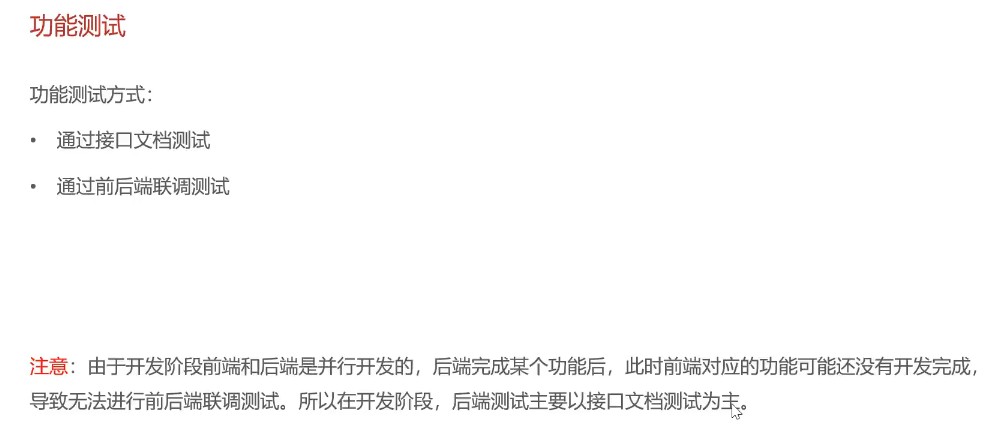 功能测试
功能测试方式：
• 通过接口文档测试
• 通过前后端联调测试
注意：由于开发阶段前端和后端是并行开发的，后端完成某个功能后，此时前端对应的功能可能还没有开发完成，
导致无法进行前后端联调测试。所以在开发阶段，后端测试主要以接口文档测试为主。